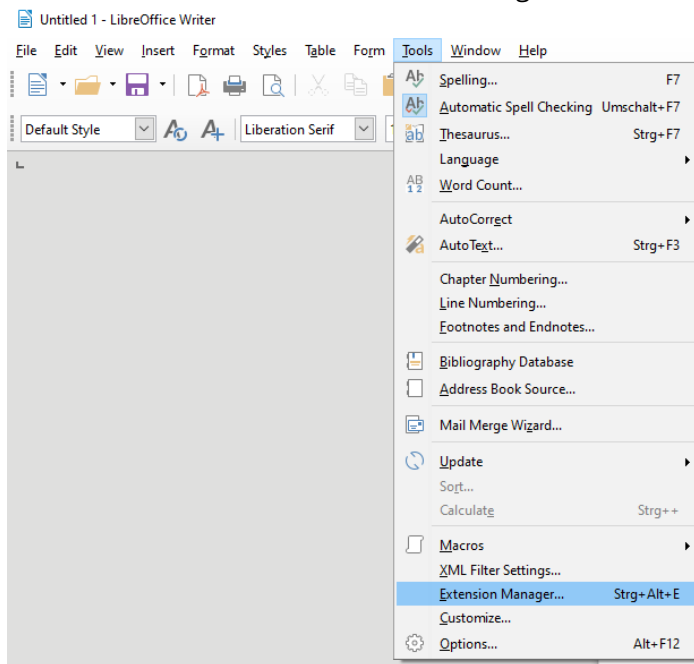 Untitled 1 - LibreOffice Writer
File Edit View Insert Format Styles Table Form Tools Window Help
Default Style Liberation Serif
Spelling... F7
Automatic Spell Checking Umschalt+F7
Thesaurus... Strg+F7
Language
Word Count...
AutoCorrect
AutoText... Strg+F3
Chapter Numbering...
Line Numbering...
Footnotes and Endnotes...
Bibliography Database
Address Book Source...
Mail Merge Wizard...
Update
Sort...
Calculate Strg++
Macros
XML Filter Settings...
Extension Manager... Strg+Alt+E
Customize...
Options... Alt+F12